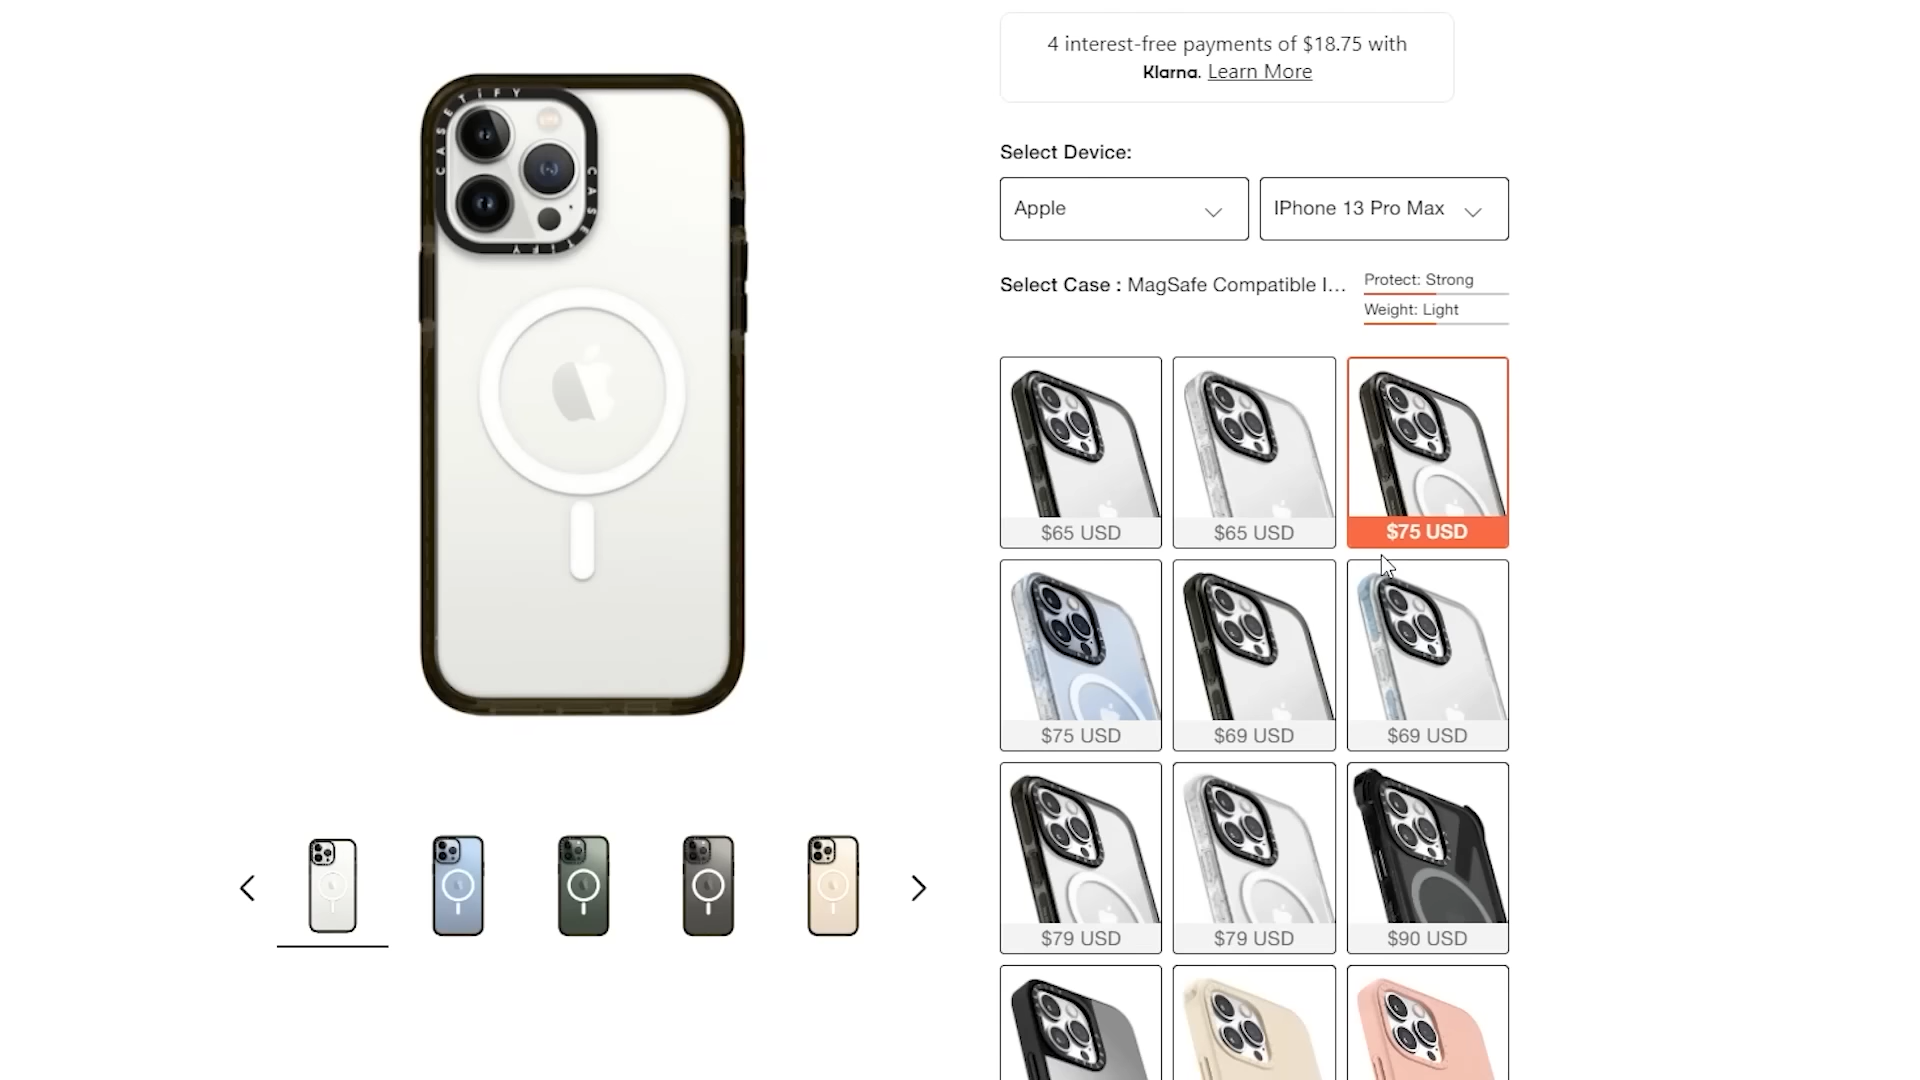 4 interest-free payments of $18.75 with
Klarna. Learn More
CASETiFY
CASETiFY
Select Device:
Apple
IPhone 13 Pro Max
Select Case : MagSafe Compatible I...
Protect: Strong
Weight: Light
$65 USD
$65 USD
$75 USD
$75 USD
$69 USD
$69 USD
$79 USD
$79 USD
$90 USD